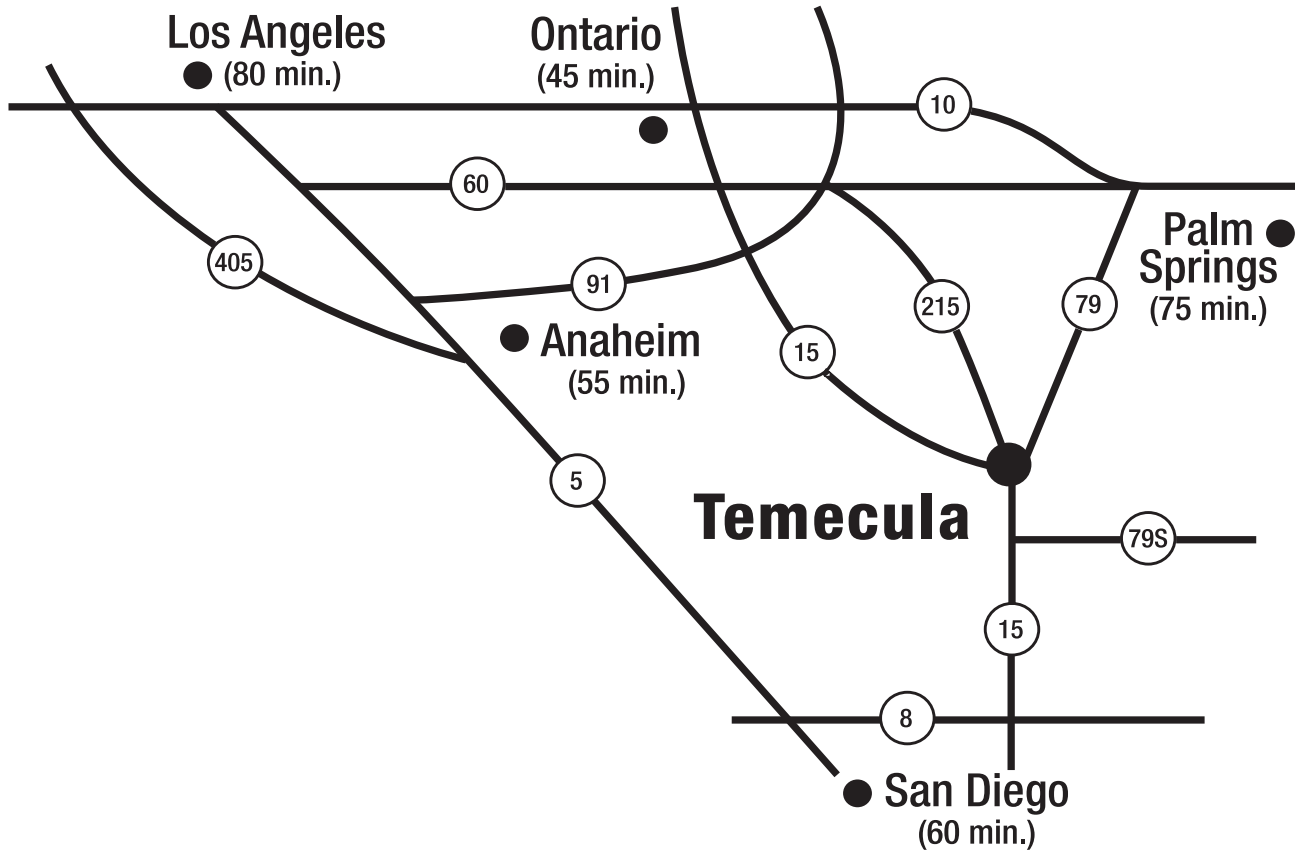 Los Angeles
(80 min.)
Ontario
(45 min.)
10
60
405
91
Palm
Springs
(75 min.)
215
79
Anaheim
(55 min.)
15
5
Temecula
79S
15
8
San Diego
(60 min.)